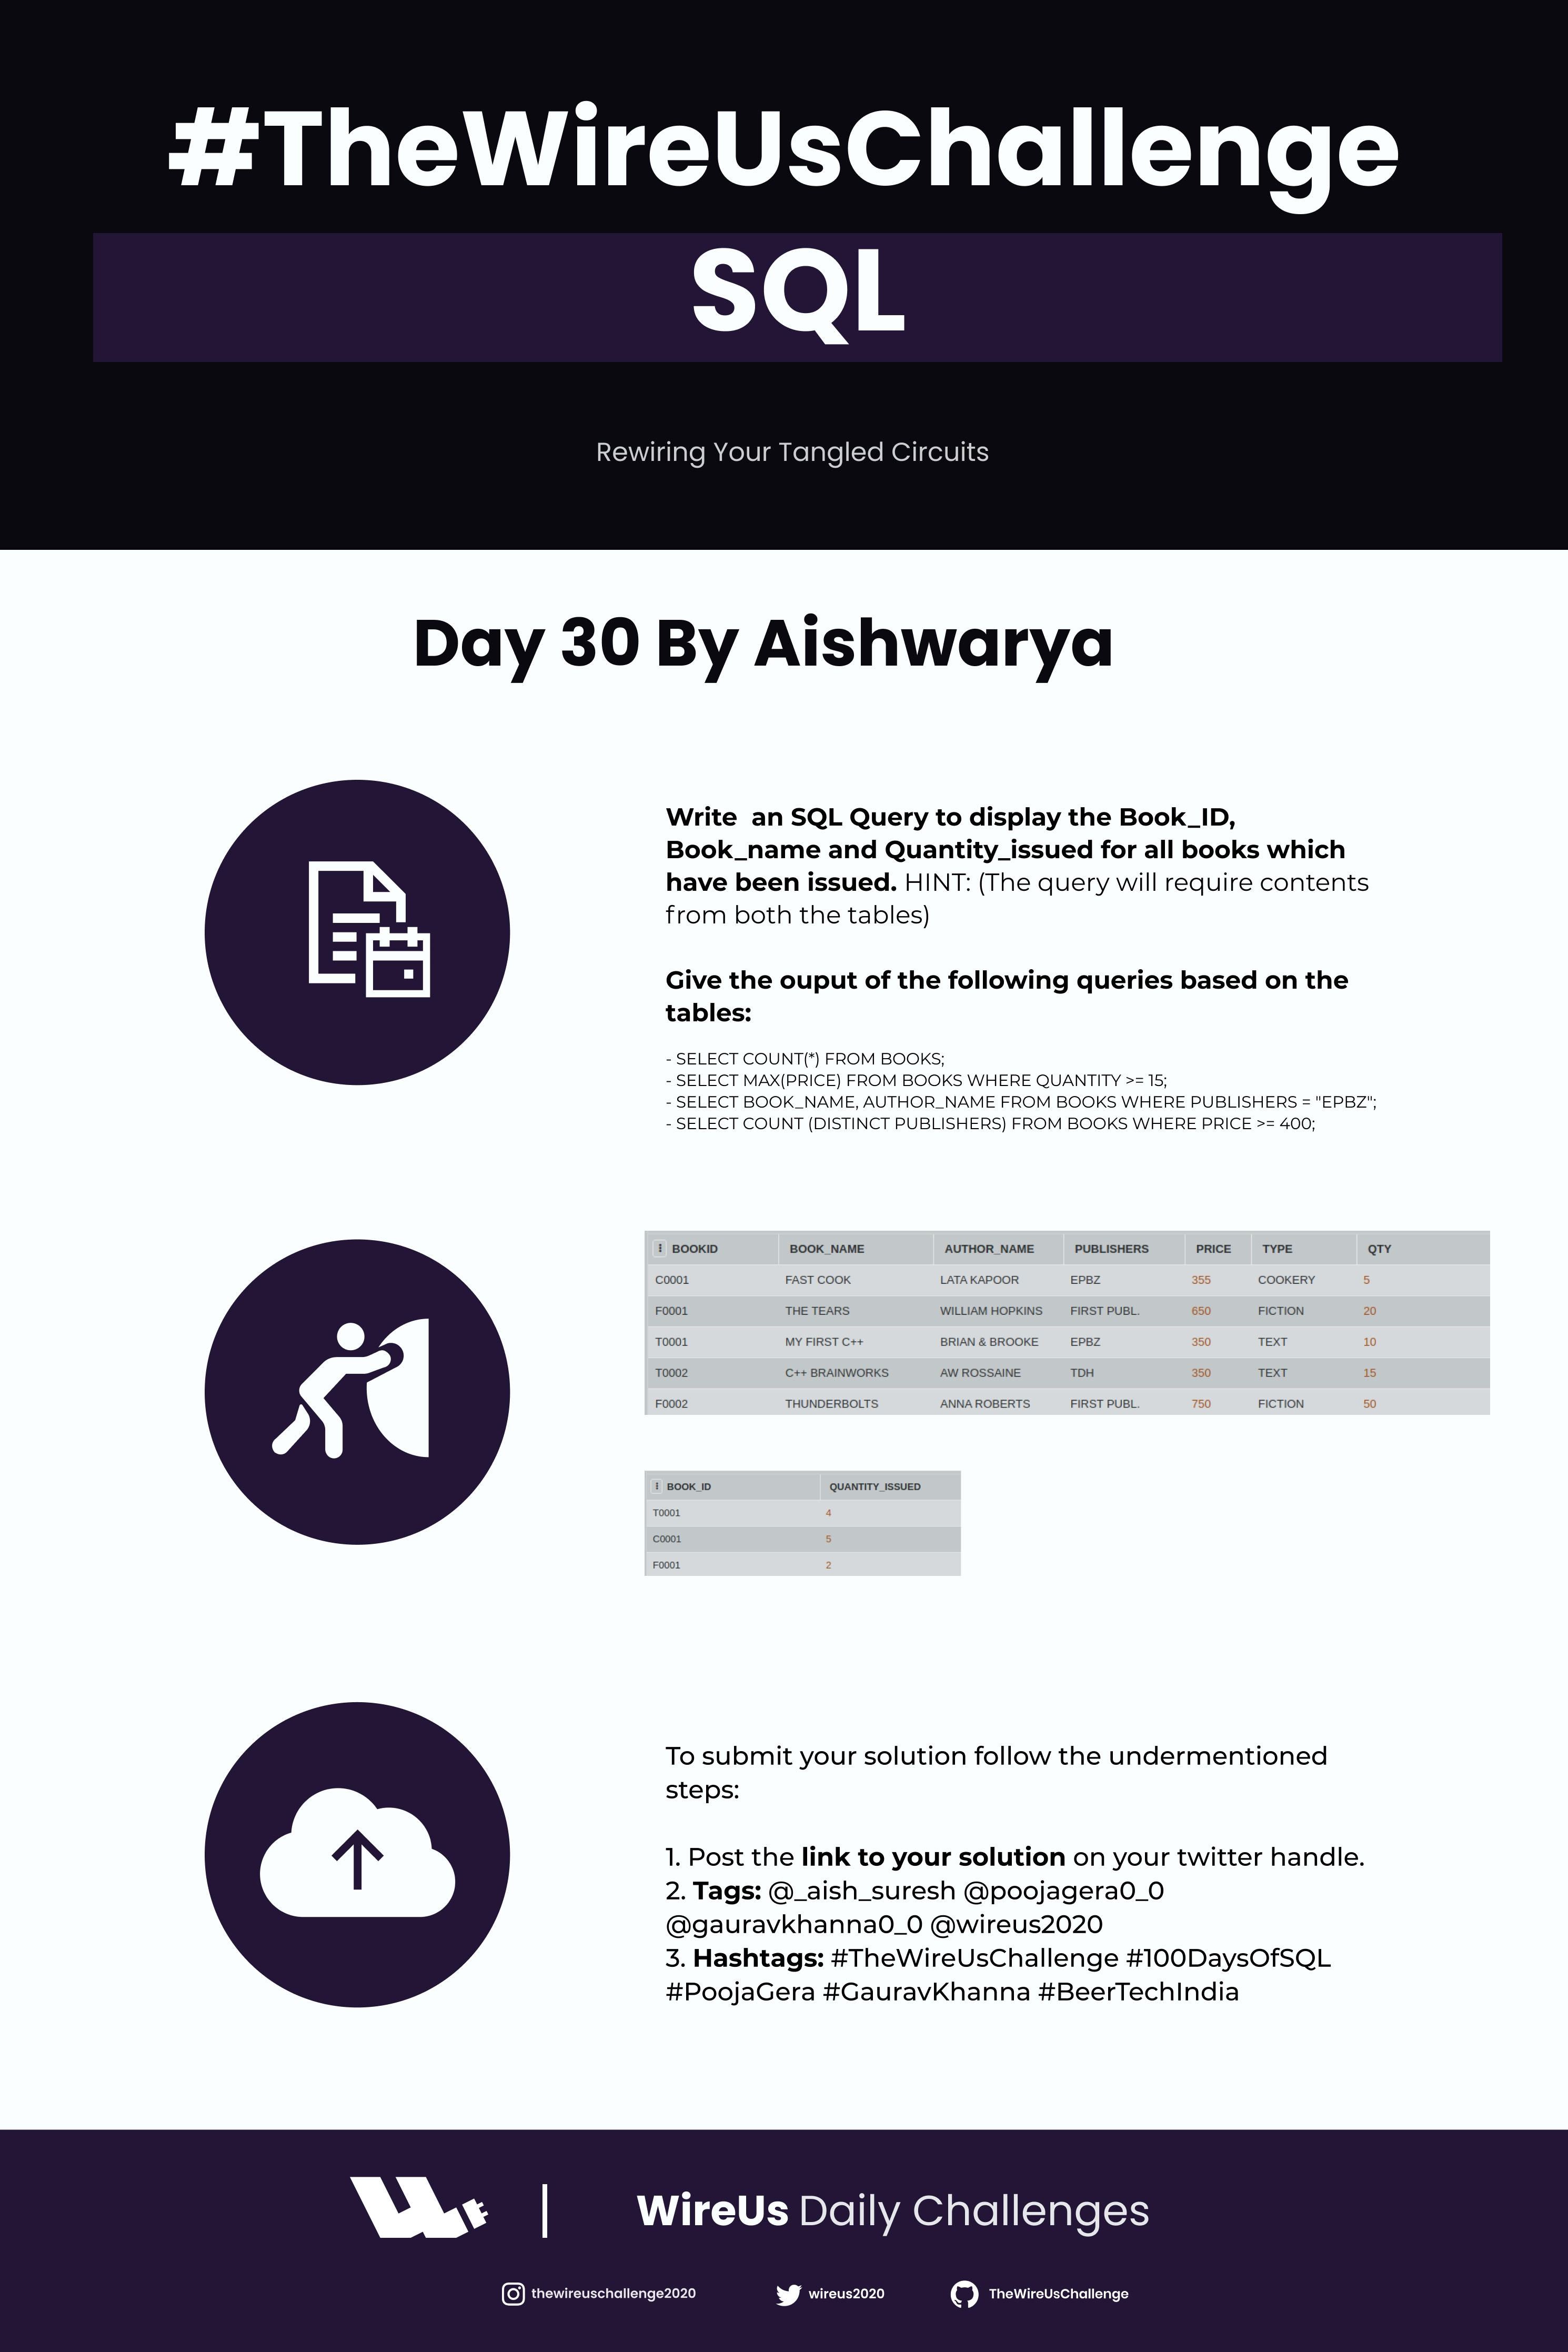 #TheWireUsChallenge
SQL
Rewiring Your Tangled Circuits
Day 30 By Aishwarya
Write  an SQL Query to display the Book_ID,
Book_name and Quantity_issued for all books which
have been issued. HINT: (The query will require contents
from both the tables)
Give the ouput of the following queries based on the
tables:
- SELECT COUNT(*) FROM BOOKS;
- SELECT MAX(PRICE) FROM BOOKS WHERE QUANTITY >= 15;
- SELECT BOOK_NAME, AUTHOR_NAME FROM BOOKS WHERE PUBLISHERS = "EPBZ";
- SELECT COUNT (DISTINCT PUBLISHERS) FROM BOOKS WHERE PRICE >= 400;
BOOKID BOOK_NAME AUTHOR_NAME PUBLISHERS PRICE TYPE QTY
C0001 FAST COOK LATA KAPOOR EPBZ 355 COOKERY 5
F0001 THE TEARS WILLIAM HOPKINS FIRST PUBL. 650 FICTION 20
T0001 MY FIRST C++ BRIAN & BROOKE EPBZ 350 TEXT 10
T0002 C++ BRAINWORKS AW ROSSAINE TDH 350 TEXT 15
F0002 THUNDERBOLTS ANNA ROBERTS FIRST PUBL. 750 FICTION 50
BOOK_ID QUANTITY_ISSUED
T0001 4
C0001 5
F0001 2
To submit your solution follow the undermentioned
steps:
1. Post the link to your solution on your twitter handle.
2. Tags: @_aish_suresh @poojagera0_0
@gauravkhanna0_0 @wireus2020
3. Hashtags: #TheWireUsChallenge #100DaysOfSQL
#PoojaGera #GauravKhanna #BeerTechIndia
WireUs Daily Challenges
thewireuschallenge2020 wireus2020 TheWireUsChallenge